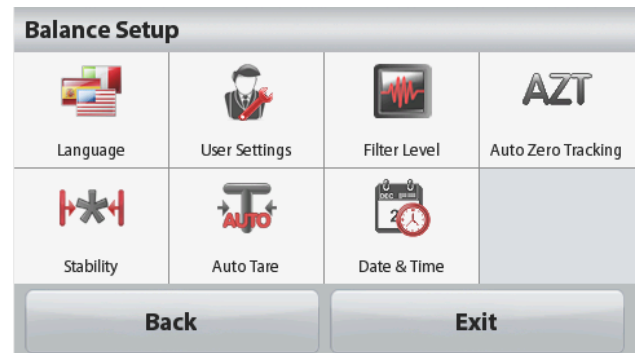 Balance Setup
AZT
Language
User Settings
Filter Level
Auto Zero Tracking
AUTO
DEC
2
Stability
Auto Tare
Date & Time
Back
Exit